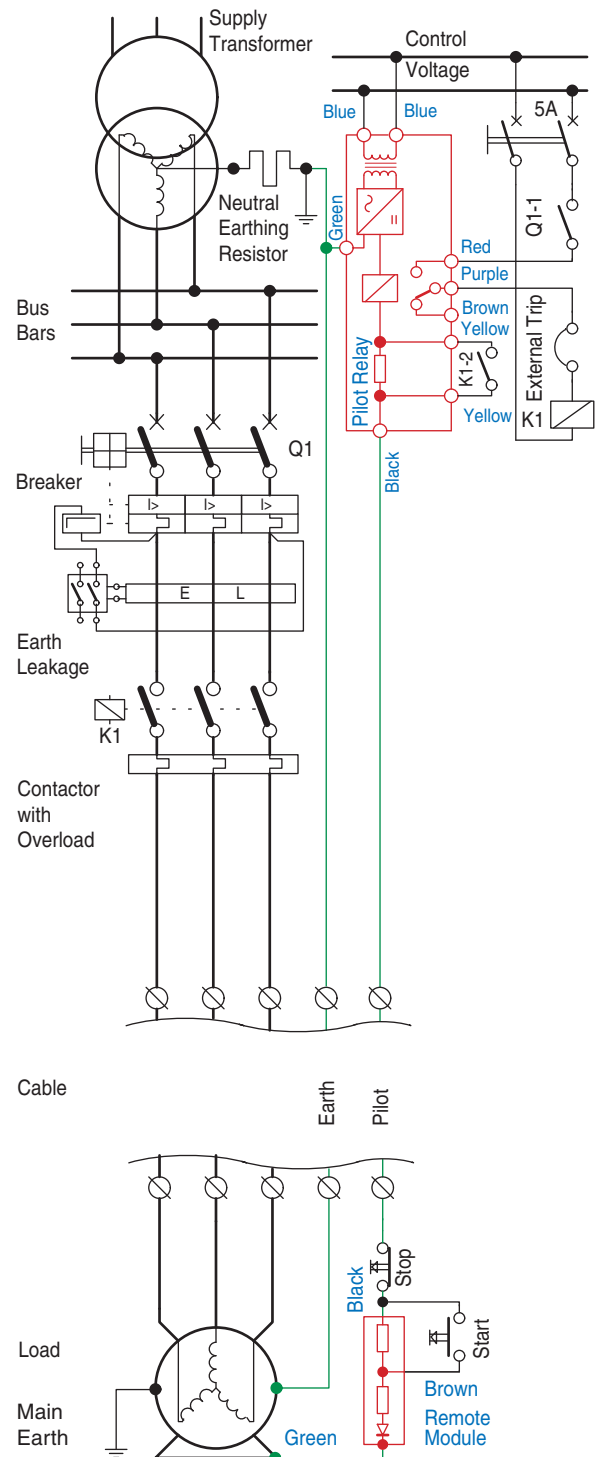 Supply
Transformer
Control
Voltage
Blue
Blue
5A
Neutral
Earthing
Resistor
Green
Q1-1
Red
Purple
Brown
Yellow
Bus
Bars
Pilot Relay
K1-2
External Trip
Yellow
K1
Q1
Black
Breaker
I>
I>
I>
E
L
Earth
Leakage
K1
Contactor
with
Overload
Cable
Earth
Pilot
Black
Stop
Start
Load
Brown
Main
Earth
Green
Remote
Module